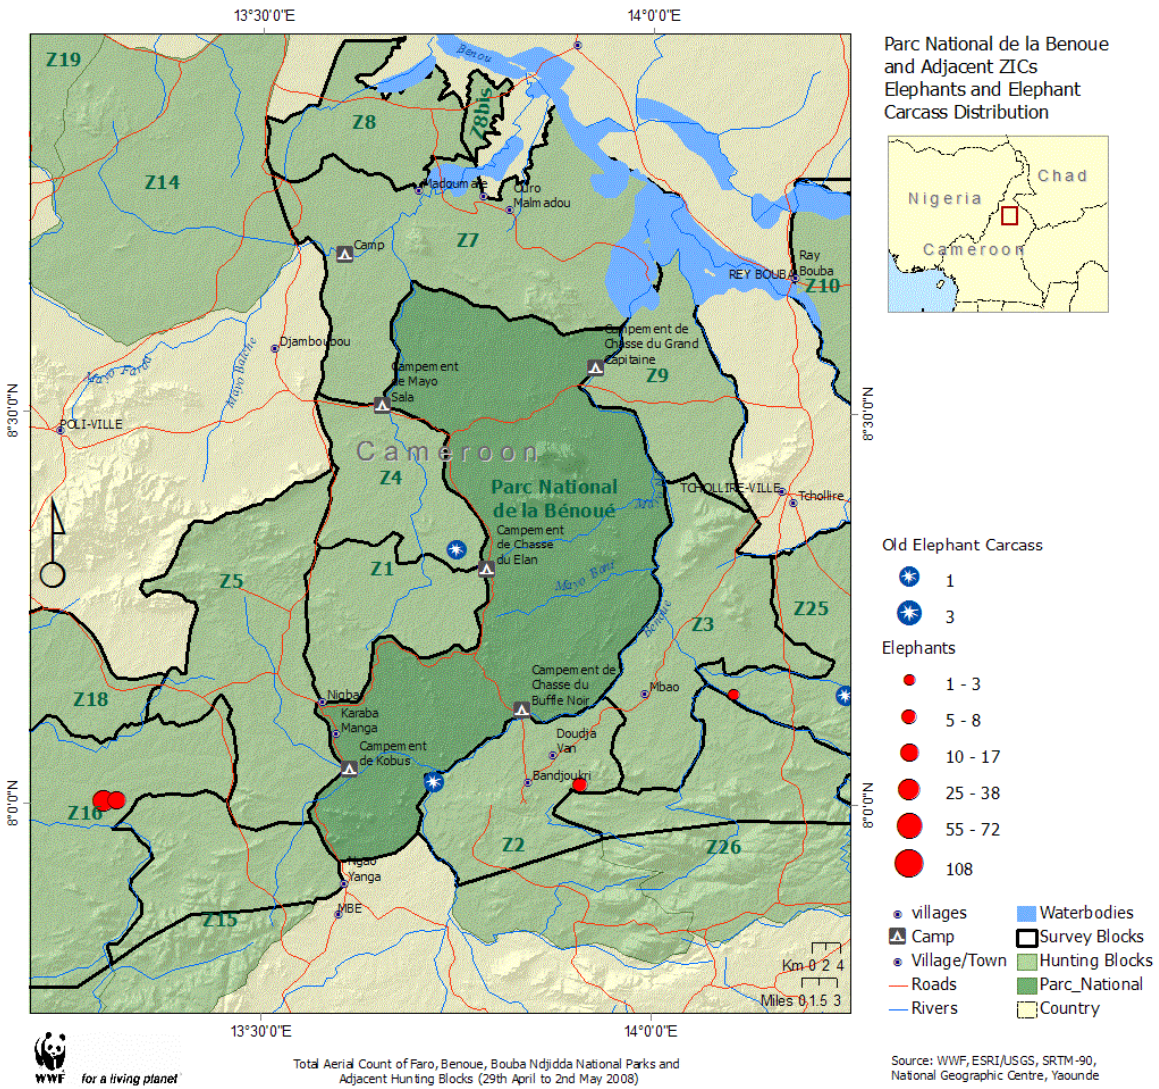 13°30'0"E
14°0'0"E
Parc National de la Benoue
and Adjacent ZICs
Elephants and Elephant
Carcass Distribution
Nigeria
Chad
Cameroon
Z19
Z14
Z8
Z8bis
Benou
Madoumale
Ouro
Malmadou
Z7
Camp
Ray
Bouba
REY BOUBA
Z10
Djamboubou
Mayo Farda
Mayo Baiche
Campement de
Chasse du Grand
Capitaine
Z9
Campement
de Mayo
Sala
8°30'0"N
8°30'0"N
POLI-VILLE
Cameroon
Z4
Parc National
de la Bénoué
TCHOLLIRE-VILLE
Tchollire
Campement
de Chasse
du Elan
Z5
Z1
Benoue
Z3
Z25
Z18
Nigba
Karaba
Manga
Campement
de Kobus
Campement de
Chasse du
Buffle Noir
Mbao
Doudja
Van
Bandjoukri
8°0'0"N
8°0'0"N
Z16
Z2
Z26
Ngao
Yanga
MBE
Z15
Km 0 2 4
Miles 0 1.5 3
13°30'0"E
14°0'0"E
Old Elephant Carcass
1
3
Elephants
1 - 3
5 - 8
10 - 17
25 - 38
55 - 72
108
villages
Camp
Village/Town
Roads
Rivers
Waterbodies
Survey Blocks
Hunting Blocks
Parc_National
Country
WWF
for a living planet
Total Aerial Count of Faro, Benoue, Bouba Ndjidda National Parks and
Adjacent Hunting Blocks (29th April to 2nd May 2008)
Source: WWF, ESRI/USGS, SRTM-90,
National Geographic Centre, Yaounde